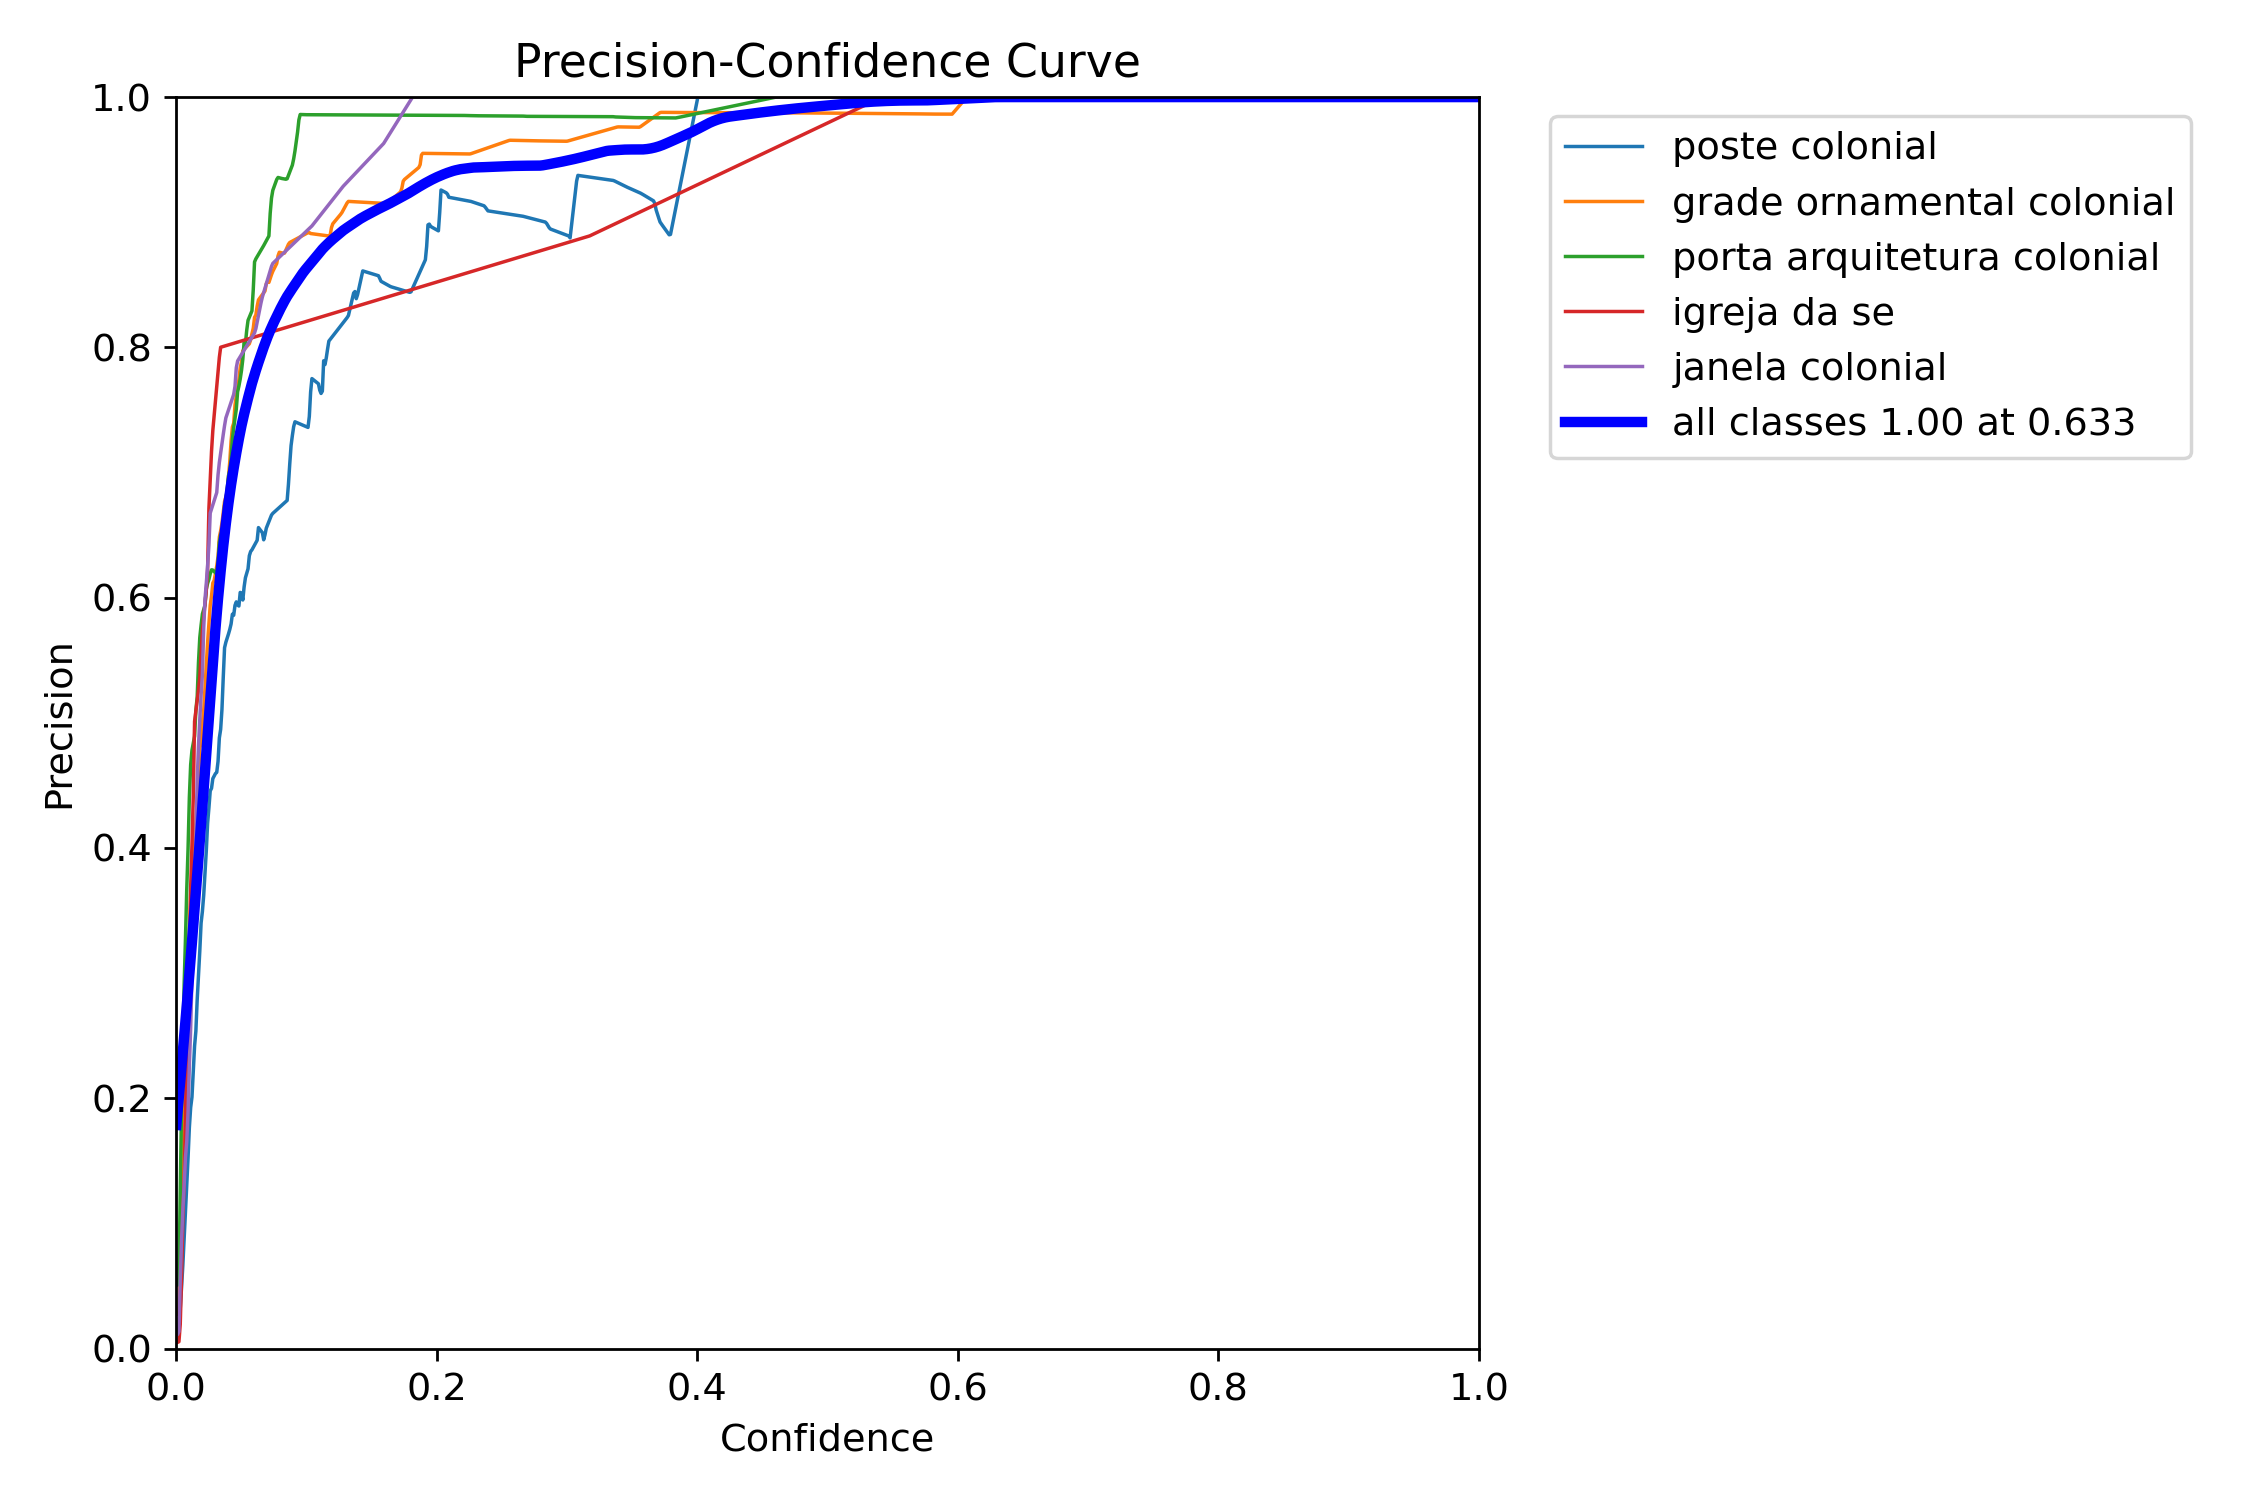 Precision-Confidence Curve
1.0
0.8
0.6
0.4
0.2
0.0
Precision
0.0 0.2 0.4 0.6 0.8 1.0
Confidence
poste colonial
grade ornamental colonial
porta arquitetura colonial
igreja da se
janela colonial
all classes 1.00 at 0.633